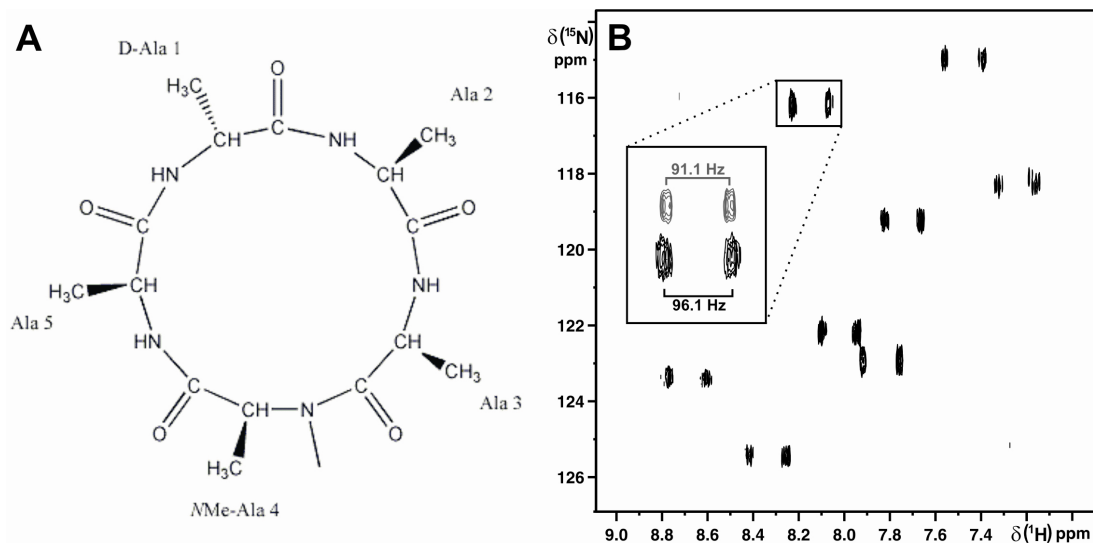 A
D-Ala 1
O
H₃C
Ala 2
CH
C
NH
CH₃
HN
CH
O
C
C
O
H₃C
CH
NH
Ala 5
HN
CH
CH₃
C
C
Ala 3
O
CH
N
O
H₃C
NMe-Ala 4
B
δ(¹⁵N)
ppm
116
118
120
122
124
126
91.1 Hz
96.1 Hz
9.0 8.8 8.6 8.4 8.2 8.0 7.8 7.6 7.4 δ(¹H) ppm